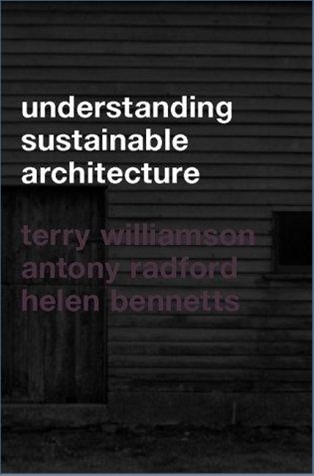 understanding
sustainable
architecture
terry williamson
antony radford
helen bennetts